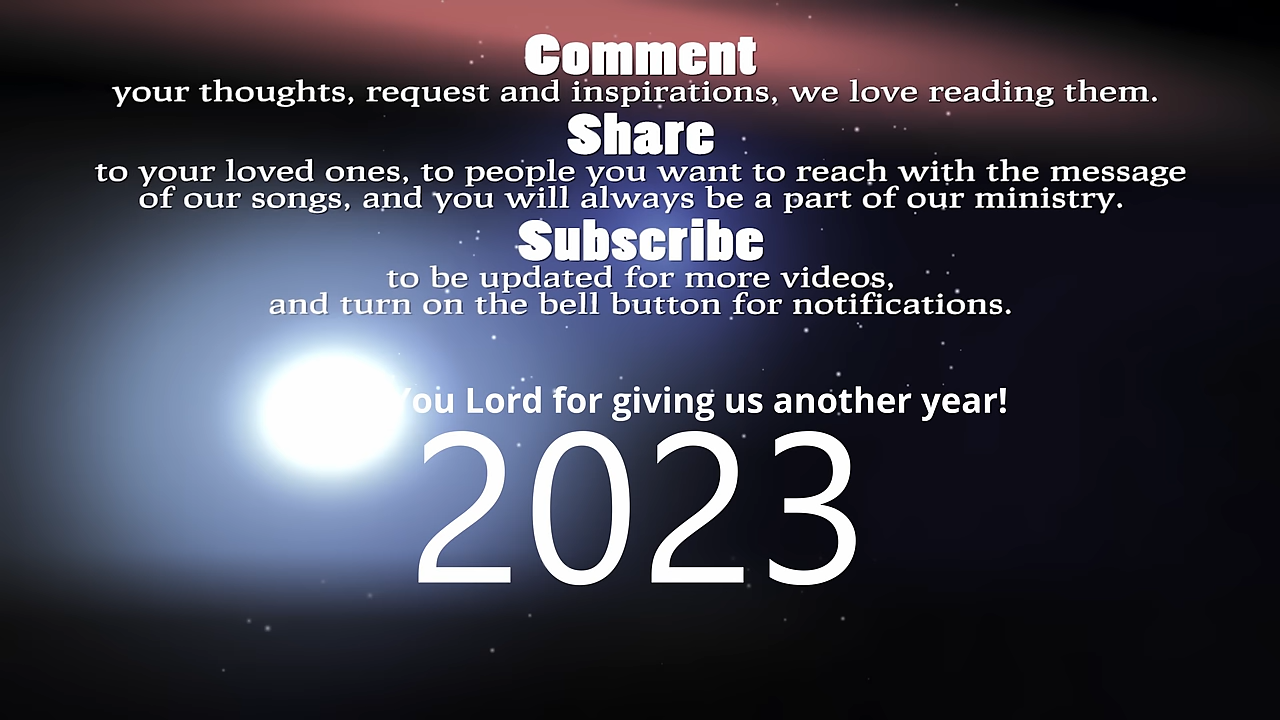 Comment
your thoughts, request and inspirations, we love reading them.
Share
to your loved ones, to people you want to reach with the message
of our songs, and you will always be a part of our ministry.
Subscribe
to be updated for more videos,
and turn on the bell button for notifications.
You Lord for giving us another year!
2023